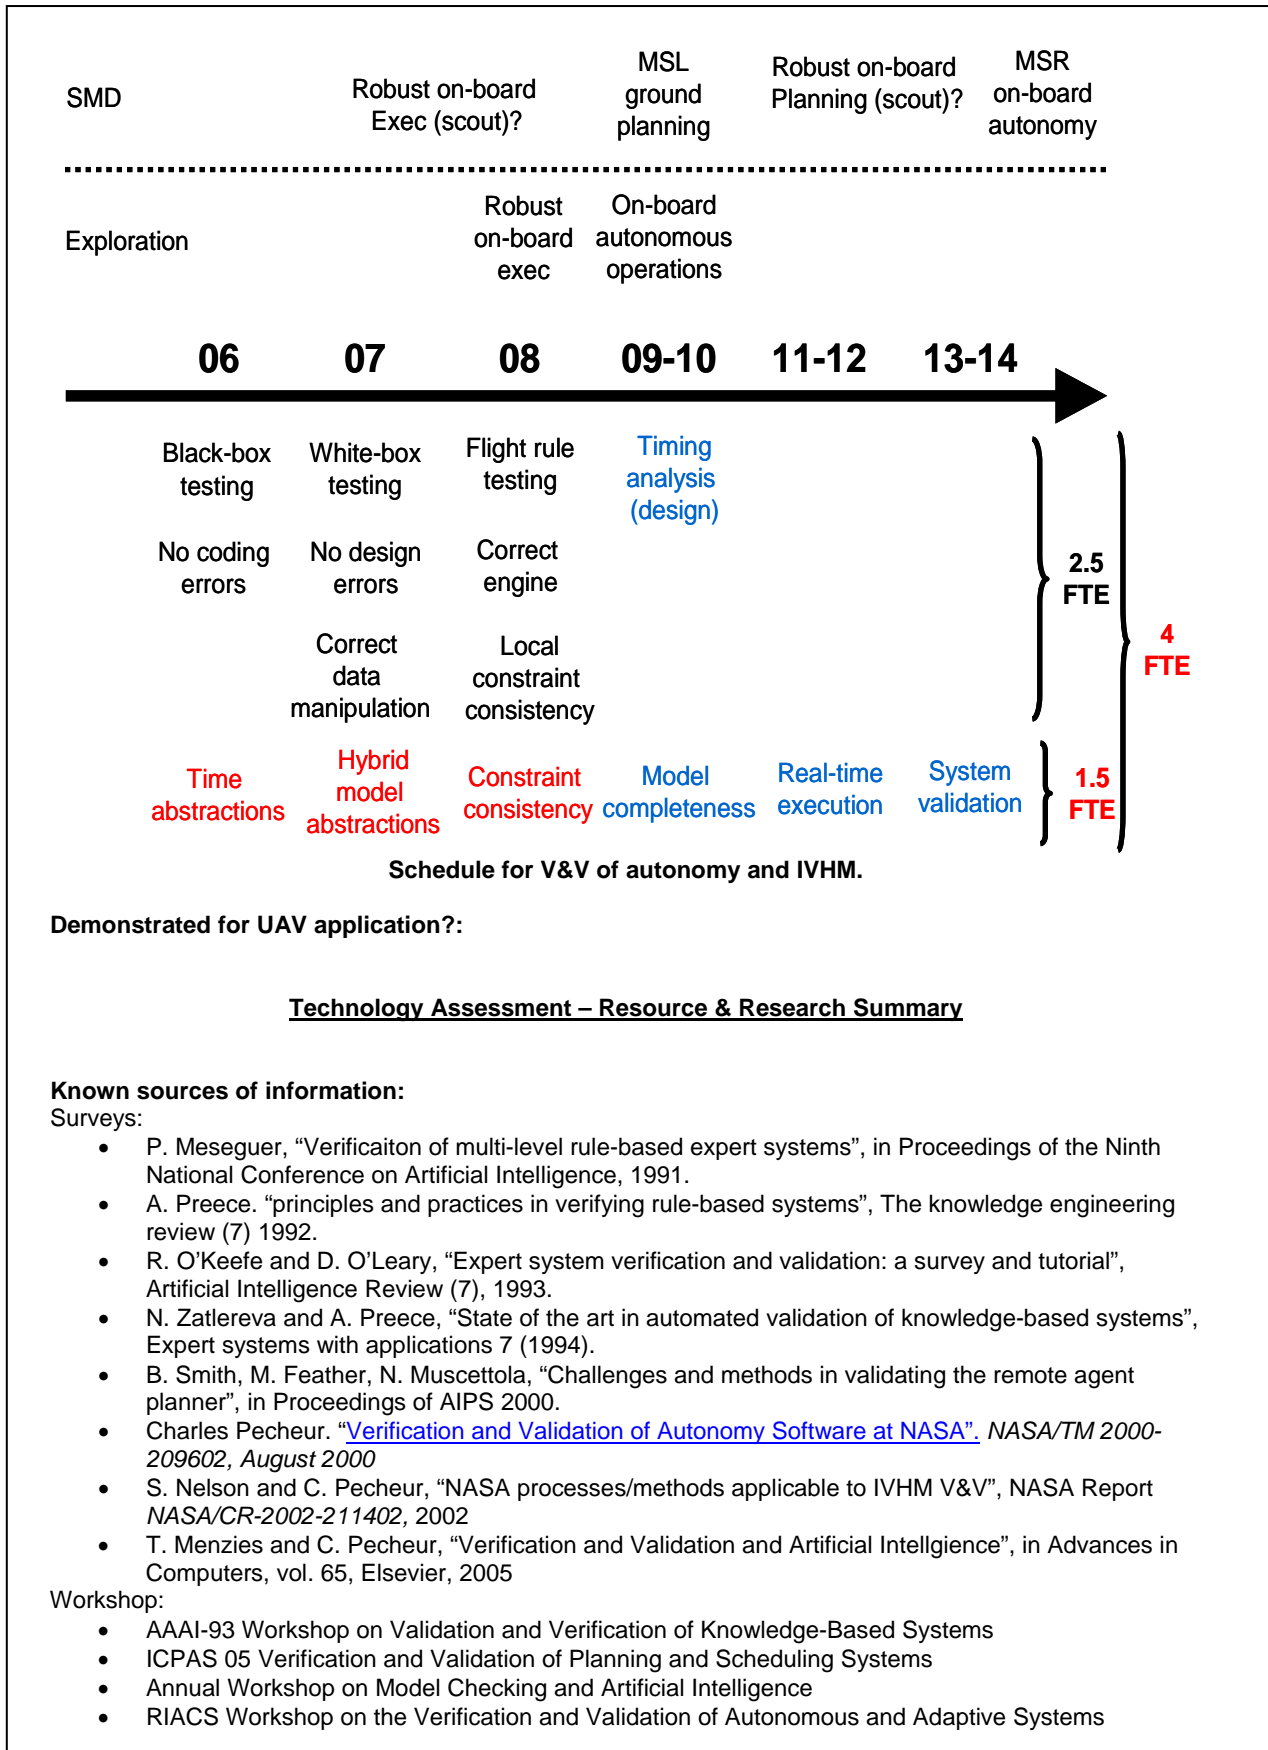 SMD
Robust on-board
Exec (scout)?
MSL
ground
planning
Robust on-board
Planning (scout)?
MSR
on-board
autonomy
Exploration
Robust
on-board
exec
On-board
autonomous
operations
06 07 08 09-10 11-12 13-14
Black-box
testing
White-box
testing
Flight rule
testing
Timing
analysis
(design)
No coding
errors
No design
errors
Correct
engine
Correct
data
manipulation
Local
constraint
consistency
2.5
FTE
4
FTE
Time
abstractions
Hybrid
model
abstractions
Constraint
consistency
Model
completeness
Real-time
execution
System
validation
1.5
FTE
Schedule for V&V of autonomy and IVHM.
Demonstrated for UAV application?:
Technology Assessment – Resource & Research Summary
Known sources of information:
Surveys:
• P. Meseguer, “Verificaiton of multi-level rule-based expert systems”, in Proceedings of the Ninth
National Conference on Artificial Intelligence, 1991.
• A. Preece. “principles and practices in verifying rule-based systems”, The knowledge engineering
review (7) 1992.
• R. O’Keefe and D. O’Leary, “Expert system verification and validation: a survey and tutorial”,
Artificial Intelligence Review (7), 1993.
• N. Zatlereva and A. Preece, “State of the art in automated validation of knowledge-based systems”,
Expert systems with applications 7 (1994).
• B. Smith, M. Feather, N. Muscettola, “Challenges and methods in validating the remote agent
planner”, in Proceedings of AIPS 2000.
• Charles Pecheur. “Verification and Validation of Autonomy Software at NASA”. NASA/TM 2000-
209602, August 2000
• S. Nelson and C. Pecheur, “NASA processes/methods applicable to IVHM V&V”, NASA Report
NASA/CR-2002-211402, 2002
• T. Menzies and C. Pecheur, “Verification and Validation and Artificial Intellgience”, in Advances in
Computers, vol. 65, Elsevier, 2005
Workshop:
• AAAI-93 Workshop on Validation and Verification of Knowledge-Based Systems
• ICPAS 05 Verification and Validation of Planning and Scheduling Systems
• Annual Workshop on Model Checking and Artificial Intelligence
• RIACS Workshop on the Verification and Validation of Autonomous and Adaptive Systems